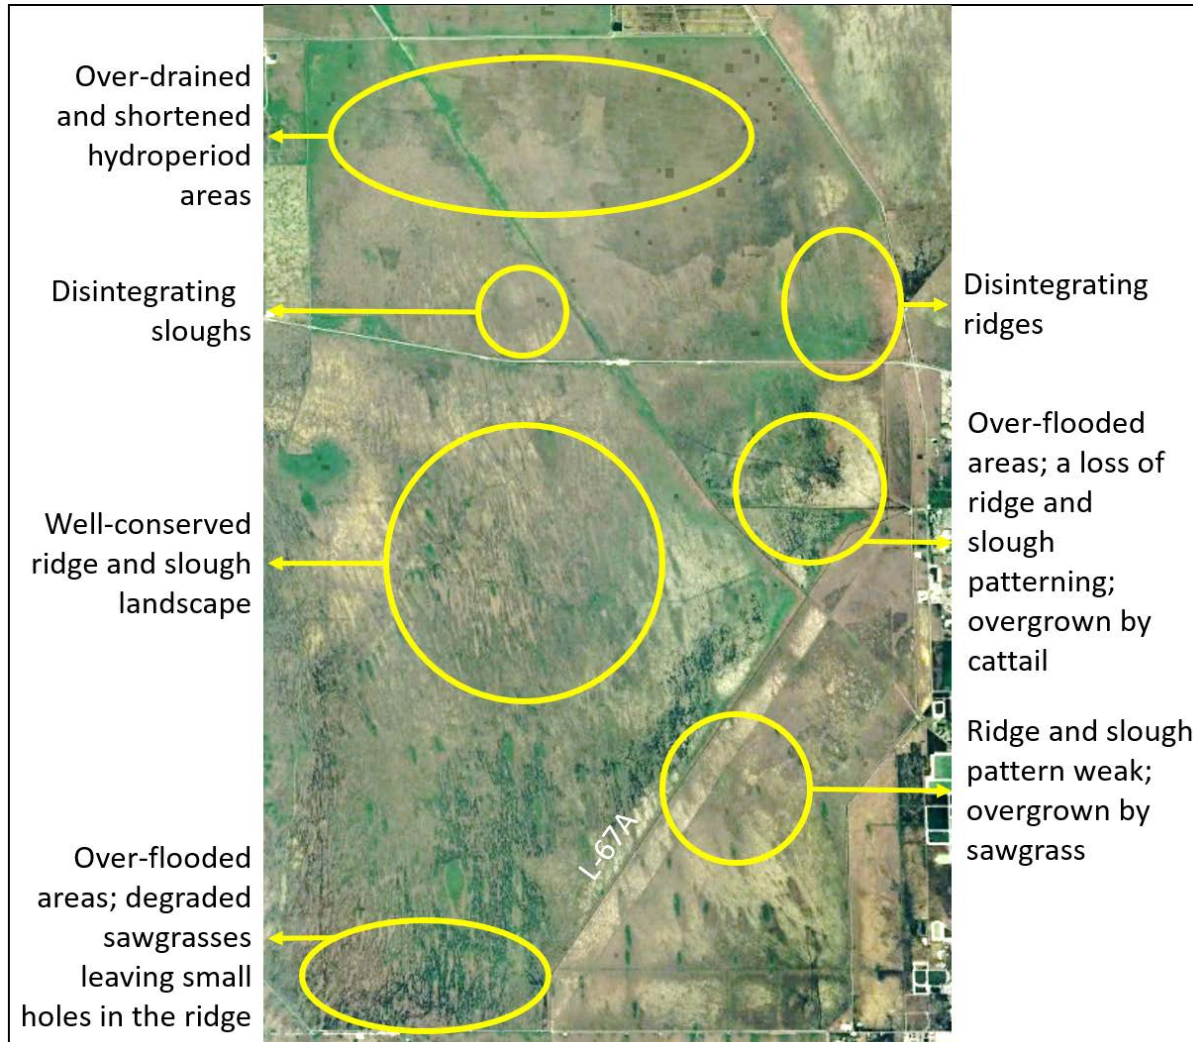 Over-drained
and shortened
hydroperiod
areas
Disintegrating
sloughs
Well-conserved
ridge and slough
landscape
Over-flooded
areas; degraded
sawgrasses
leaving small
holes in the ridge
L-67A
Disintegrating
ridges
Over-flooded
areas; a loss of
ridge and
slough
patterning;
overgrown by
cattail
Ridge and slough
pattern weak;
overgrown by
sawgrass